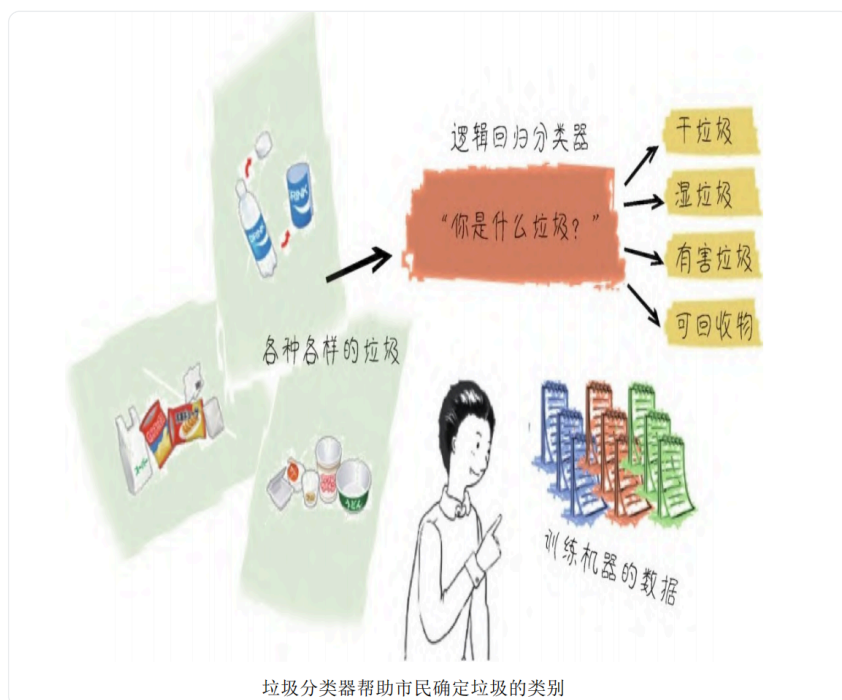 逻辑回归分类器
“你是什么垃圾？”
干垃圾
湿垃圾
有害垃圾
可回收物
各种各样的垃圾
うどん
训练机器的数据
垃圾分类器帮助市民确定垃圾的类别